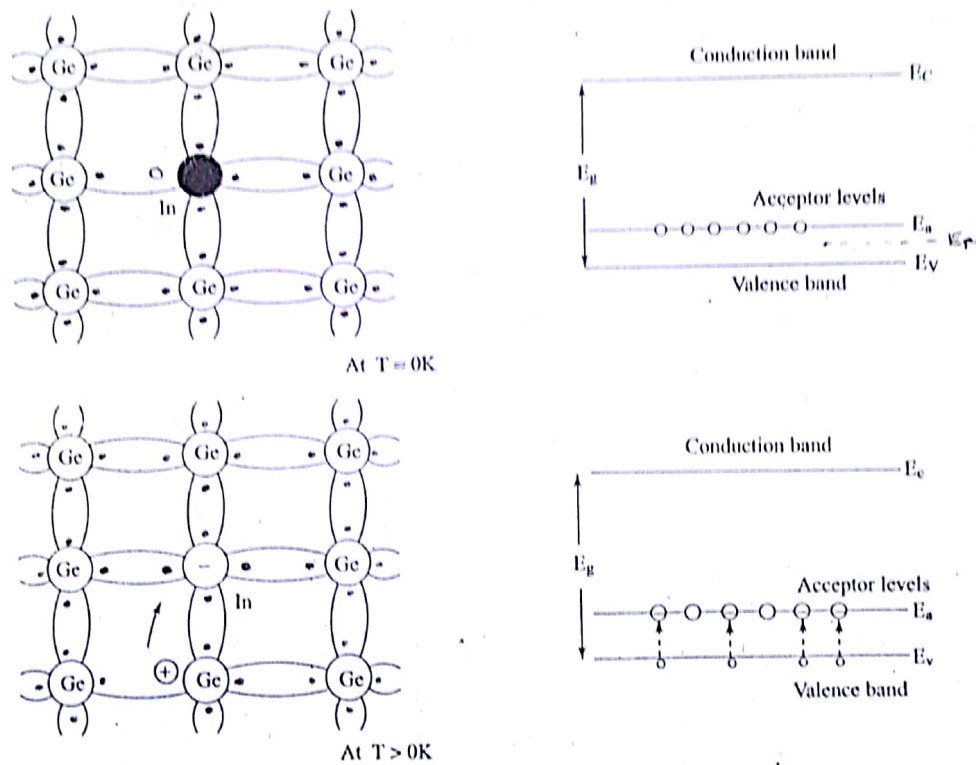 Ge Ge Ge
Conduction band
Ec
Eg
Ge Ge
In
Acceptor levels
Ea
Ev
Valence band
Ge Ge Ge
At T = 0K
Ge Ge Ge
Conduction band
Ec
Eg
Ge − Ge
In
Acceptor levels
Ea
Ev
Valence band
+ Ge Ge Ge
At T > 0K